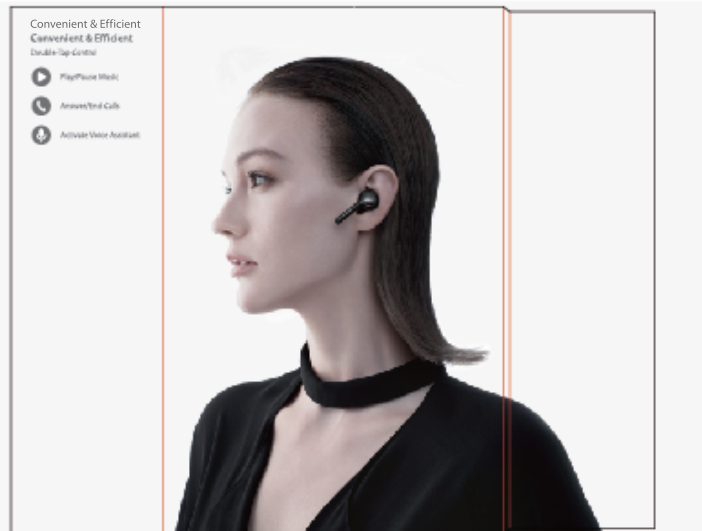 Convenient & Efficient
Convenient & Efficient
Double-Tap Control
Play/Pause Music
Answer/End Calls
Activate Voice Assistant